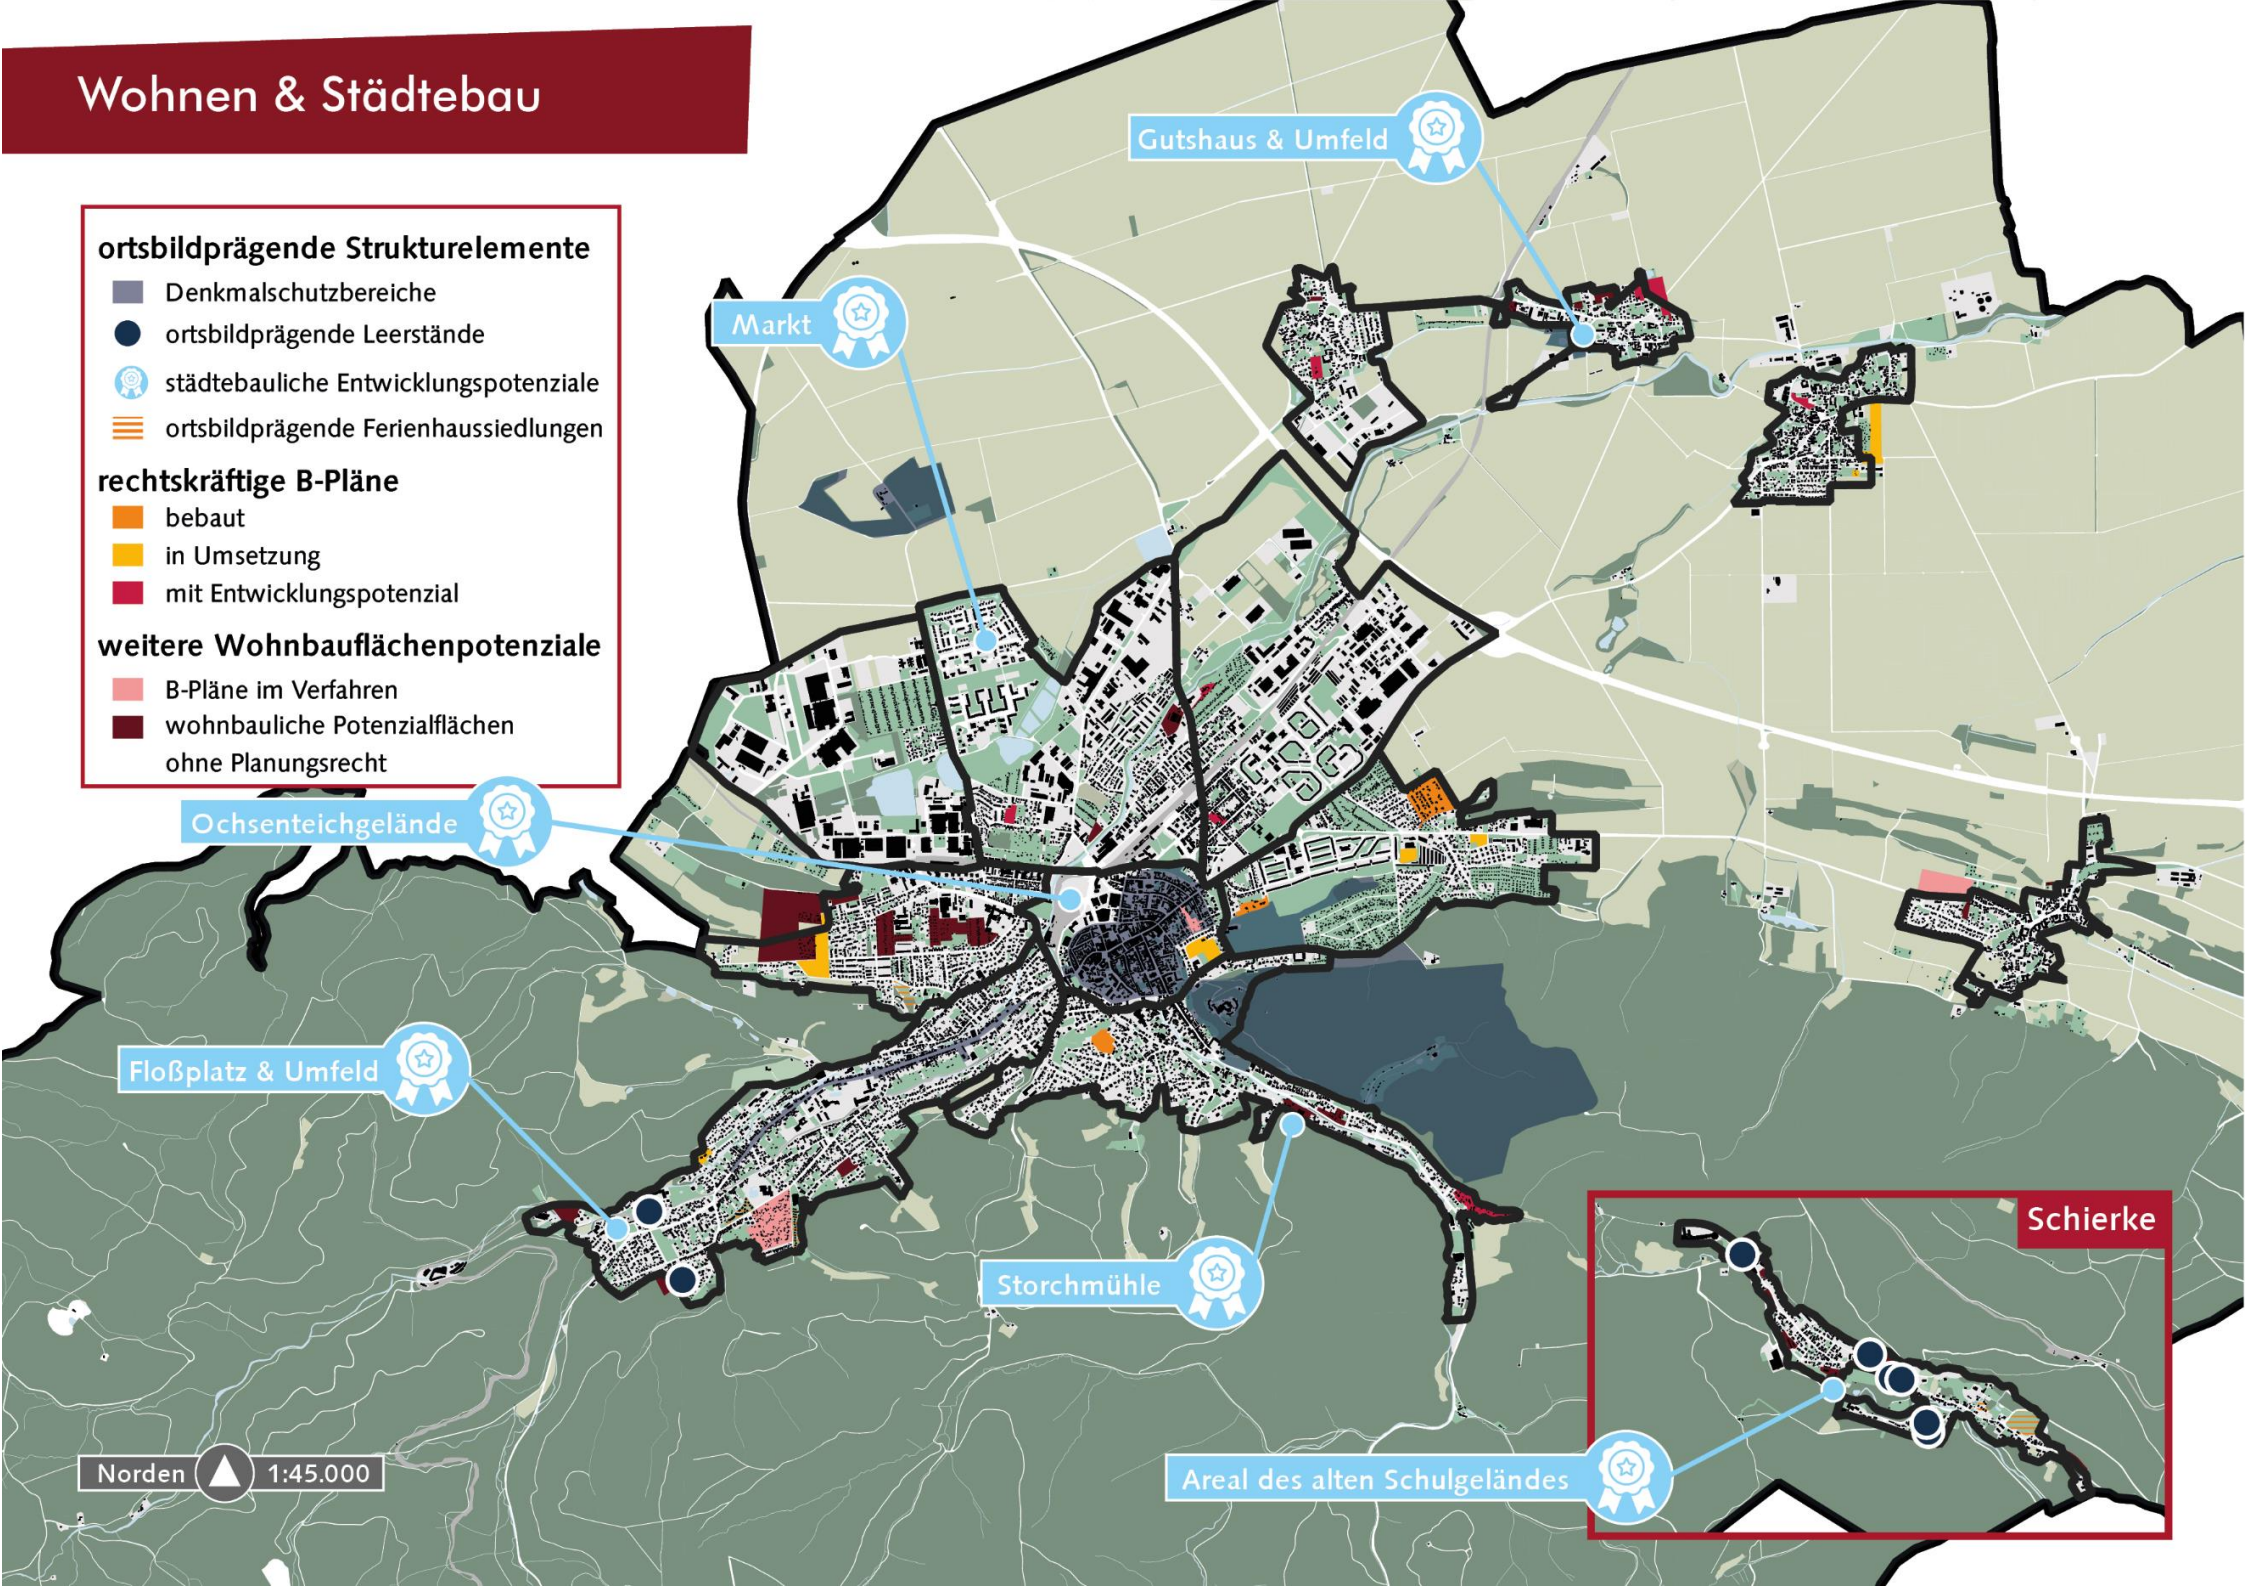 Wohnen & Städtebau
Gutshaus & Umfeld
ortsbildprägende Strukturelemente
Denkmalschutzbereiche
ortsbildprägende Leerstände
städtebauliche Entwicklungspotenziale
ortsbildprägende Ferienhaussiedlungen
rechtskräftige B-Pläne
bebaut
in Umsetzung
mit Entwicklungspotenzial
weitere Wohnbauflächenpotenziale
B-Pläne im Verfahren
wohnbauliche Potenzialflächen
ohne Planungsrecht
Markt
Ochsenteichgelände
Floßplatz & Umfeld
Storchmühle
Schierke
Areal des alten Schulgeländes
Norden 1:45.000